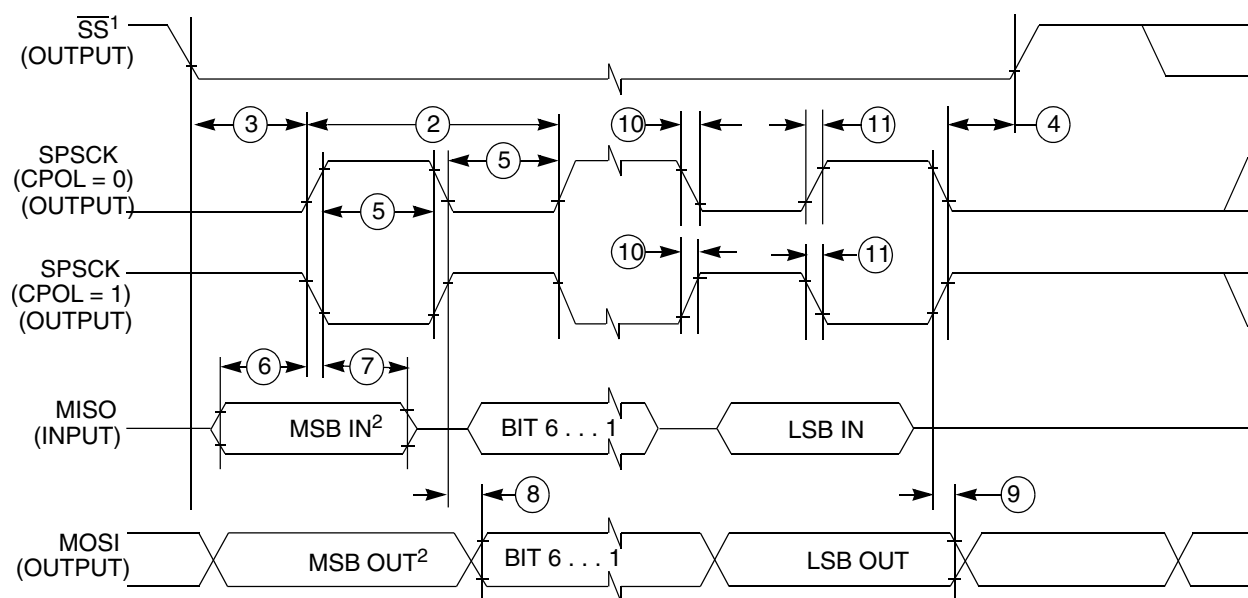 SS¹
(OUTPUT)
3
2
10
11
4
SPSCK
(CPOL = 0)
(OUTPUT)
5
5
SPSCK
(CPOL = 1)
(OUTPUT)
10
11
6
7
MISO
(INPUT)
MSB IN²
BIT 6 . . . 1
LSB IN
8
9
MOSI
(OUTPUT)
MSB OUT²
BIT 6 . . . 1
LSB OUT